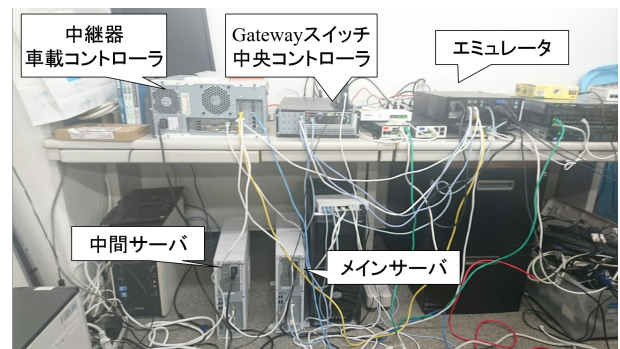 中継器
車載コントローラ
Gatewayスイッチ
中央コントローラ
エミュレータ
中間サーバ
メインサーバ